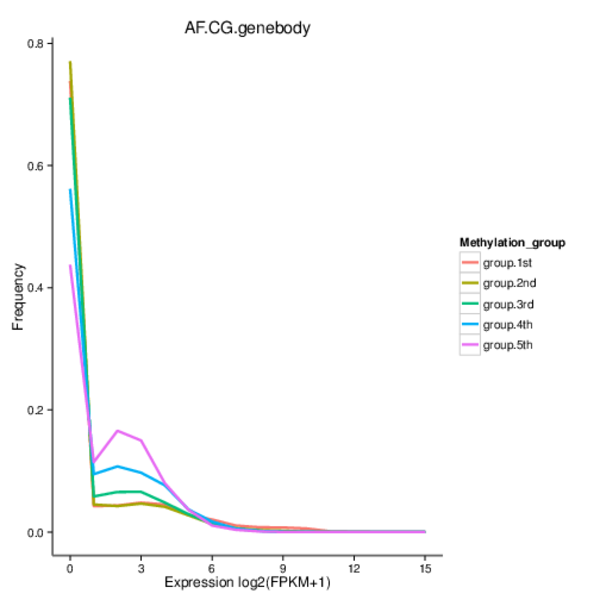 AF.CG.genebody
0.8
0.6
0.4
0.2
0.0
Frequency
0 3 6 9 12 15
Expression log2(FPKM+1)
Methylation_group
group.1st
group.2nd
group.3rd
group.4th
group.5th